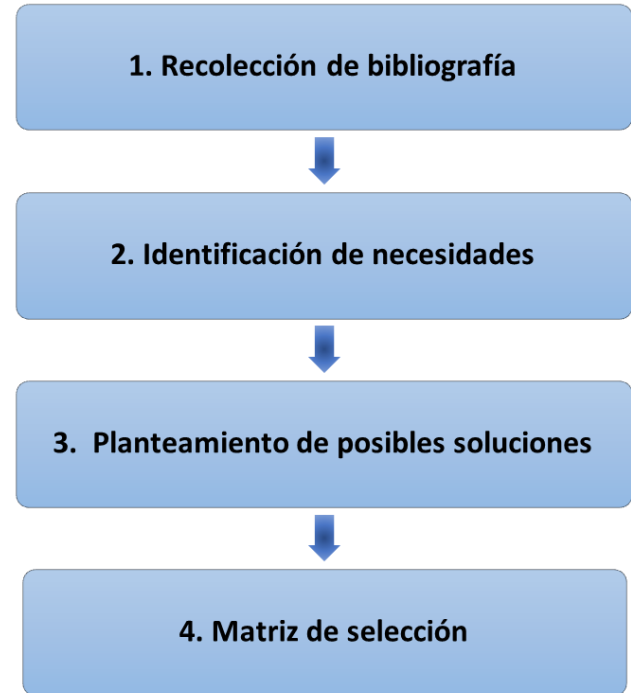 1. Recolección de bibliografía
2. Identificación de necesidades
3. Planteamiento de posibles soluciones
4. Matriz de selección